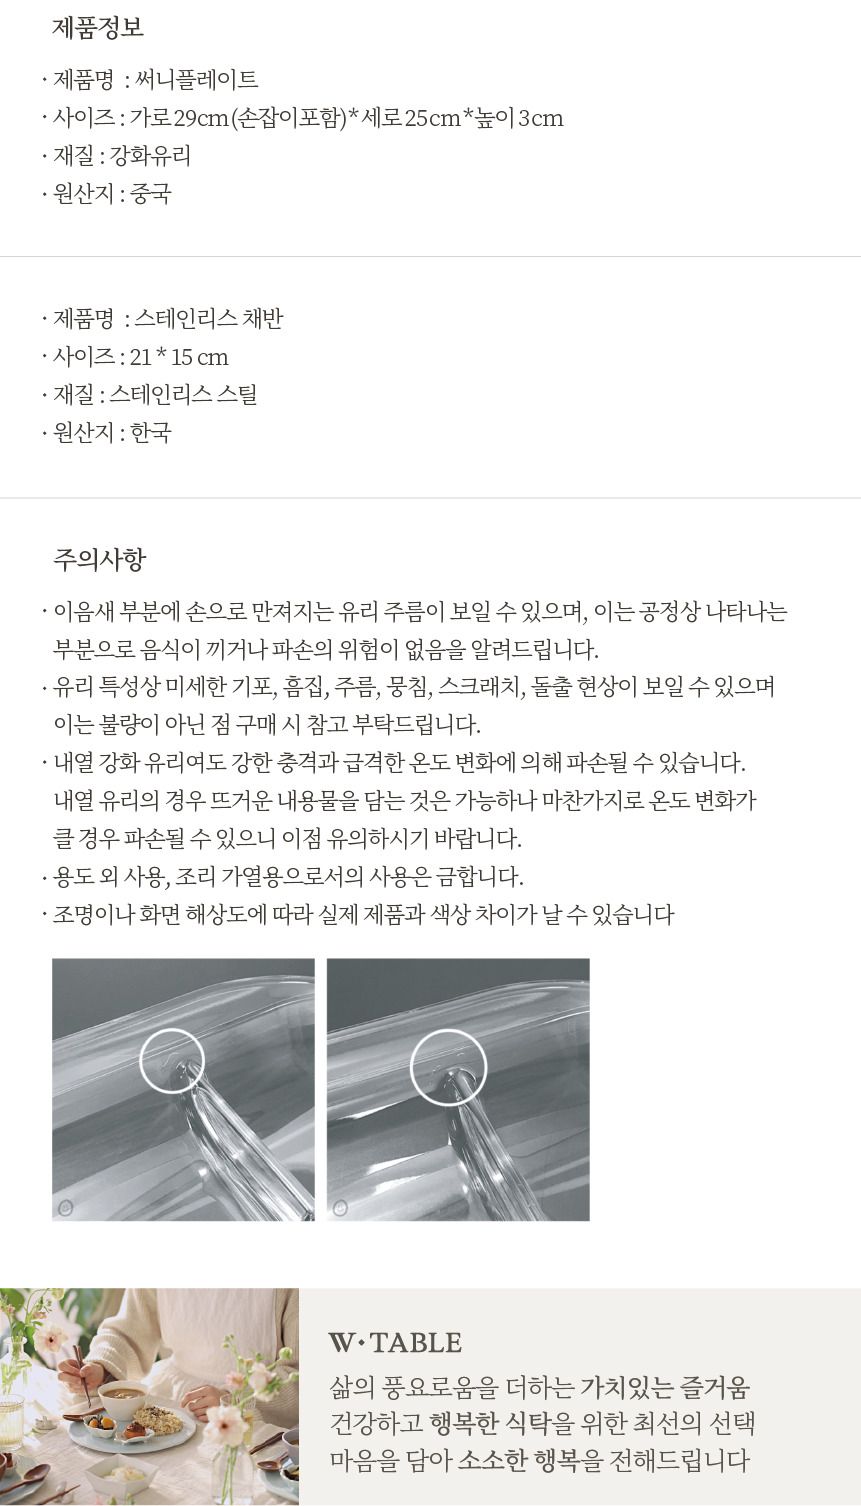 제품정보
· 제품명 : 써니플레이트
· 사이즈 : 가로 29cm(손잡이포함)*세로 25cm*높이 3cm
· 재질 : 강화유리
· 원산지 : 중국
· 제품명 : 스테인리스 채반
· 사이즈 : 21 * 15 cm
· 재질 : 스테인리스 스틸
· 원산지 : 한국
주의사항
· 이음새 부분에 손으로 만져지는 유리 주름이 보일 수 있으며, 이는 공정상 나타나는
부분으로 음식이 끼거나 파손의 위험이 없음을 알려드립니다.
· 유리 특성상 미세한 기포, 흠집, 주름, 뭉침, 스크래치, 돌출 현상이 보일 수 있으며
이는 불량이 아닌 점 구매 시 참고 부탁드립니다.
· 내열 강화 유리여도 강한 충격과 급격한 온도 변화에 의해 파손될 수 있습니다.
내열 유리의 경우 뜨거운 내용물을 담는 것은 가능하나 마찬가지로 온도 변화가
클 경우 파손될 수 있으니 이점 유의하시기 바랍니다.
· 용도 외 사용, 조리 가열용으로서의 사용은 금합니다.
· 조명이나 화면 해상도에 따라 실제 제품과 색상 차이가 날 수 있습니다
W·TABLE
삶의 풍요로움을 더하는 가치있는 즐거움
건강하고 행복한 식탁을 위한 최선의 선택
마음을 담아 소소한 행복을 전해드립니다